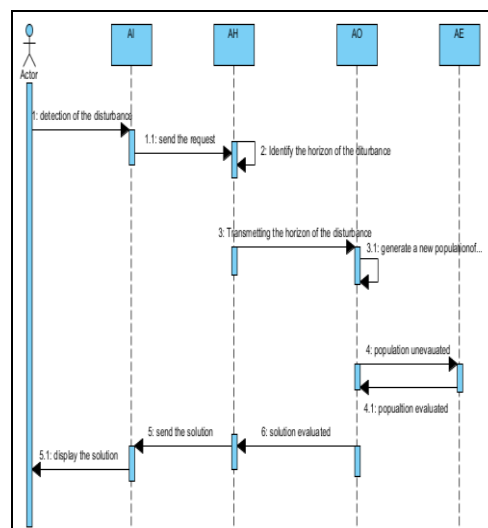 AI
AH
AO
AE
Actor
1: detection of the disturbance
1.1: send the request
2: Identify the horizon of the diturbance
3: Transmetting the horizon of the disturbance
3.1: generate a new populationof...
4: population unevauated
4.1: popualtion evaluated
5: send the solution
6: solution evaluated
5.1: display the solution